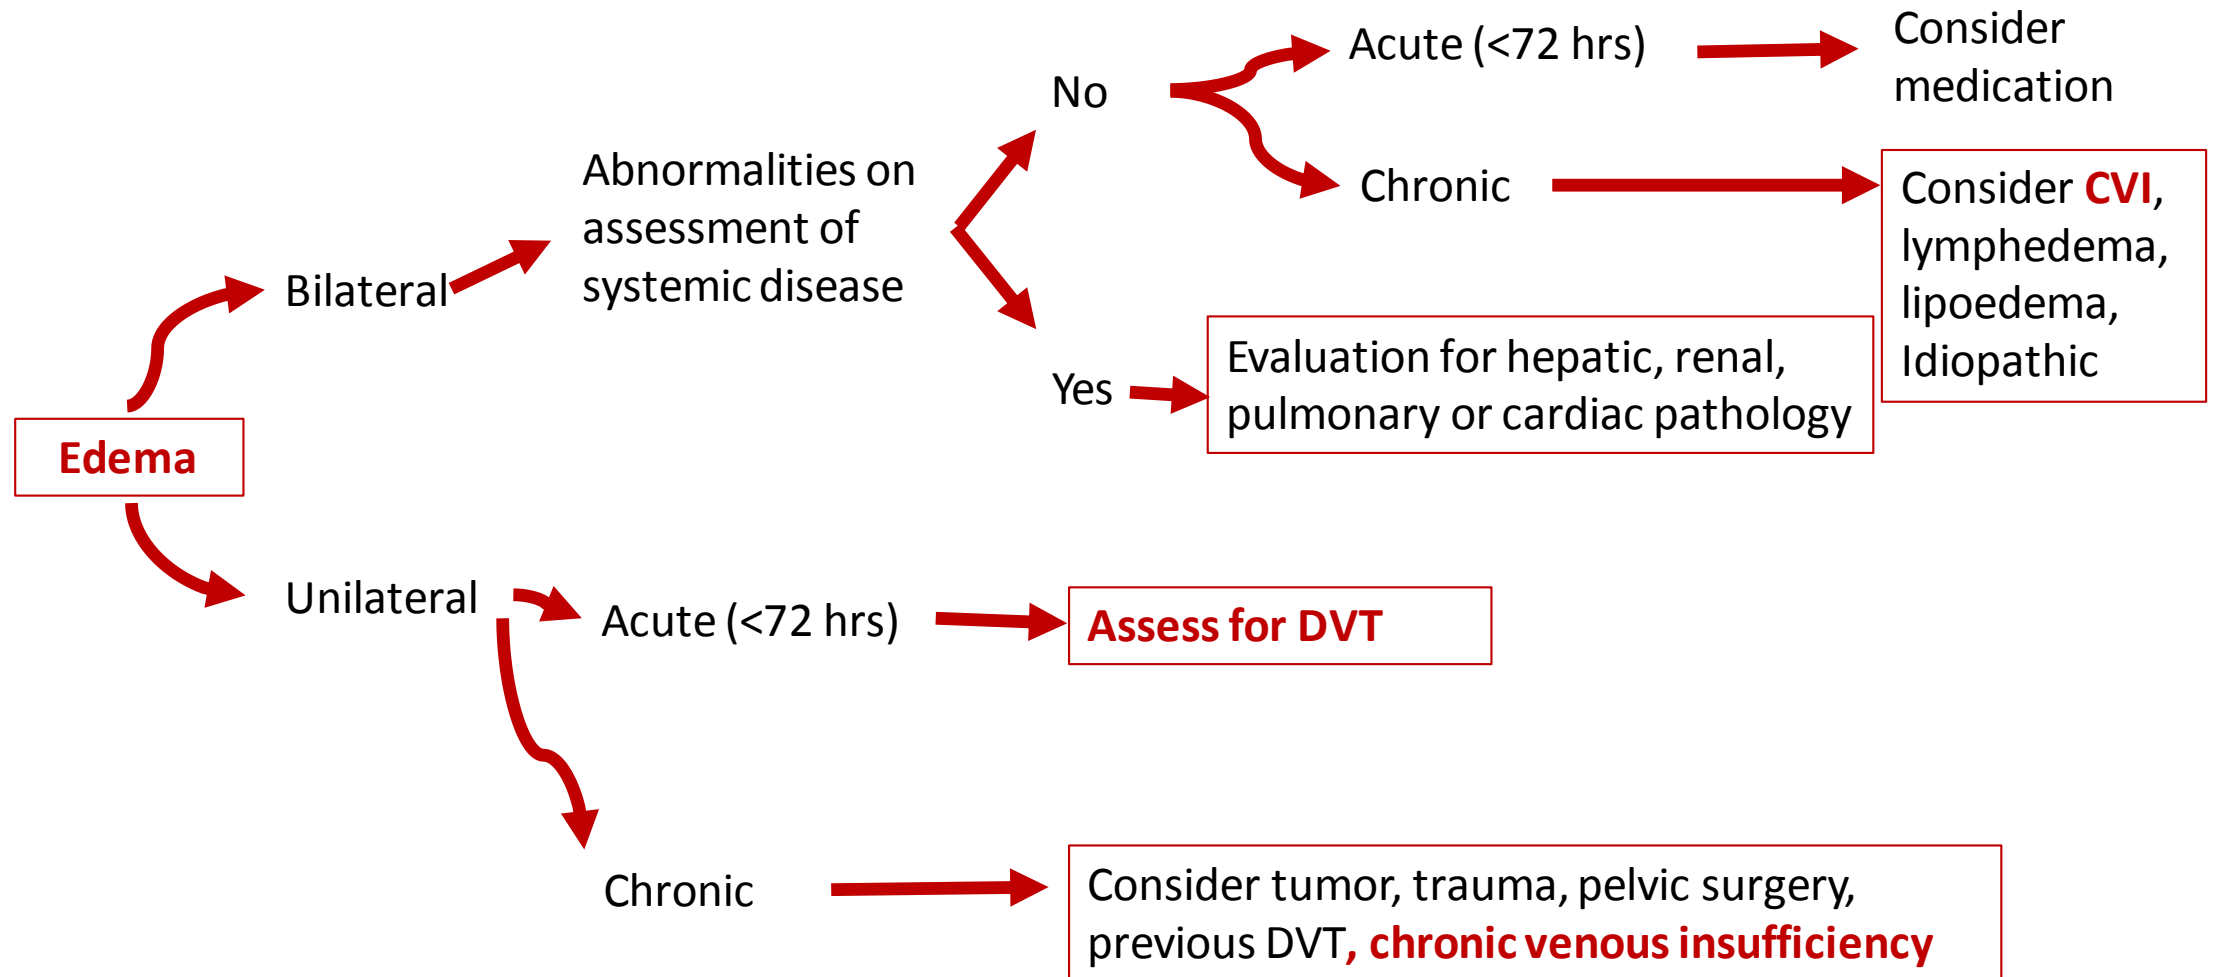 Edema
Bilateral
Abnormalities on
assessment of
systemic disease
No
Acute (<72 hrs)
Consider
medication
Chronic
Consider CVI,
lymphedema,
lipoedema,
Idiopathic
Yes
Evaluation for hepatic, renal,
pulmonary or cardiac pathology
Unilateral
Acute (<72 hrs)
Assess for DVT
Chronic
Consider tumor, trauma, pelvic surgery,
previous DVT, chronic venous insufficiency